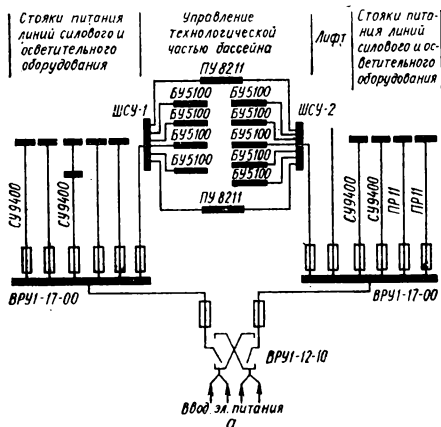 Стояки питания
линий силового и
осветительного
оборудования
Управление
технологической
частью бассейна
Лифт
Стояки пита-
ния линий
силового и ос-
ветительного
оборудования
ПУ 8211
ШСУ-1
БУ5100
БУ5100
БУ5100
БУ5100
БУ5100
БУ5100
БУ5100
БУ5100
БУ5100
ШСУ-2
ПУ 8211
СУ9400
СУ9400
СУ9400
СУ9400
ПР11
ПР11
ВРУ1-17-00
ВРУ1-17-00
ВРУ1-12-10
Ввод эл. питания
а